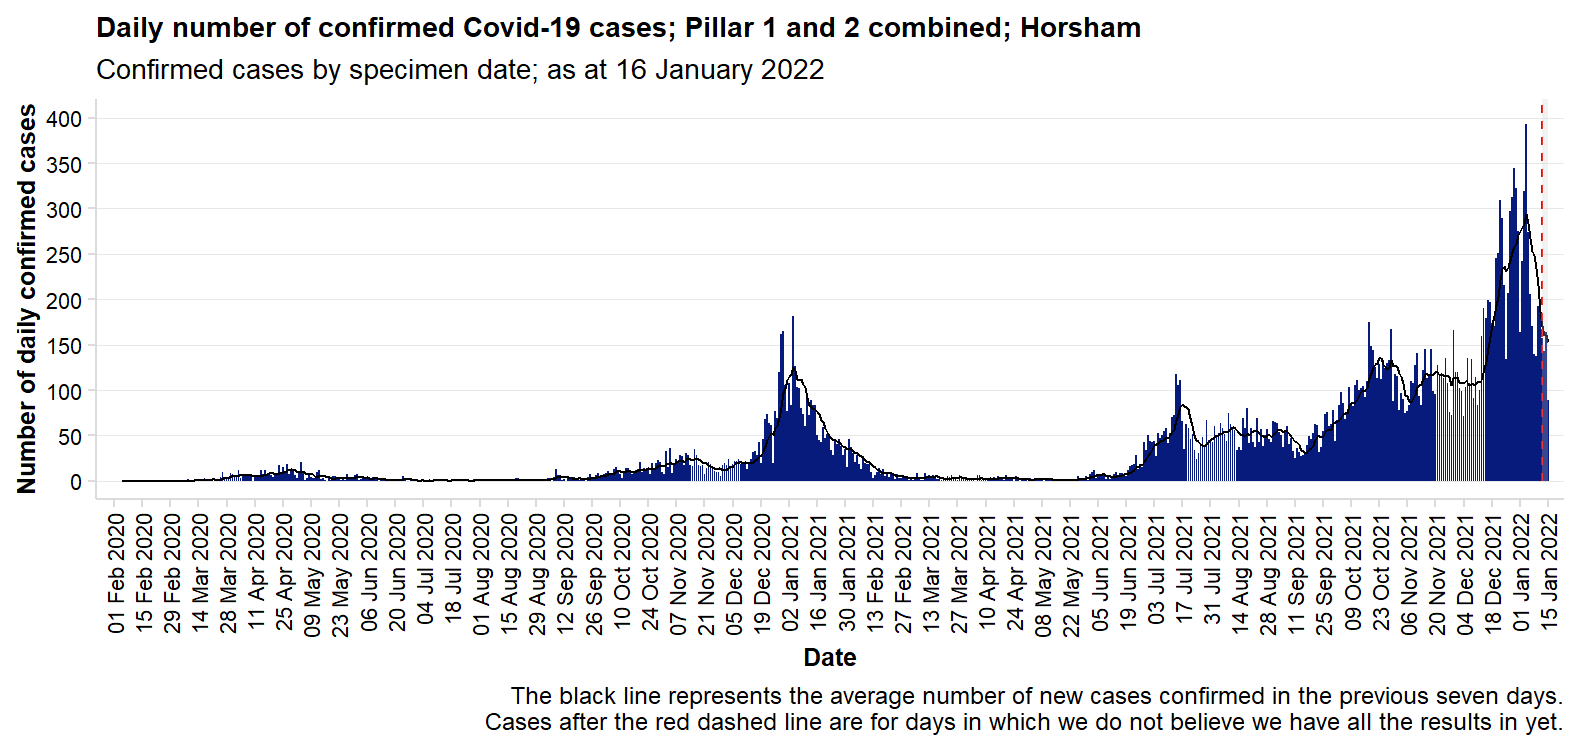 Daily number of confirmed Covid-19 cases; Pillar 1 and 2 combined; Horsham
Confirmed cases by specimen date; as at 16 January 2022
Number of daily confirmed cases
400
350
300
250
200
150
100
50
0
01 Feb 2020
15 Feb 2020
29 Feb 2020
14 Mar 2020
28 Mar 2020
11 Apr 2020
25 Apr 2020
09 May 2020
23 May 2020
06 Jun 2020
20 Jun 2020
04 Jul 2020
18 Jul 2020
01 Aug 2020
15 Aug 2020
29 Aug 2020
12 Sep 2020
26 Sep 2020
10 Oct 2020
24 Oct 2020
07 Nov 2020
21 Nov 2020
05 Dec 2020
19 Dec 2020
02 Jan 2021
16 Jan 2021
30 Jan 2021
13 Feb 2021
27 Feb 2021
13 Mar 2021
27 Mar 2021
10 Apr 2021
24 Apr 2021
08 May 2021
22 May 2021
05 Jun 2021
19 Jun 2021
03 Jul 2021
17 Jul 2021
31 Jul 2021
14 Aug 2021
28 Aug 2021
11 Sep 2021
25 Sep 2021
09 Oct 2021
23 Oct 2021
06 Nov 2021
20 Nov 2021
04 Dec 2021
18 Dec 2021
01 Jan 2022
15 Jan 2022
Date
The black line represents the average number of new cases confirmed in the previous seven days.
Cases after the red dashed line are for days in which we do not believe we have all the results in yet.